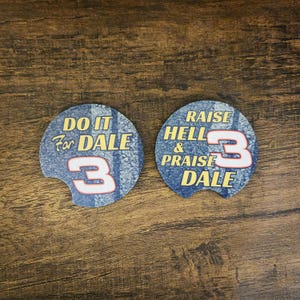 DO IT
For DALE
3
RAISE
HELL
&
PRAISE
3
DALE